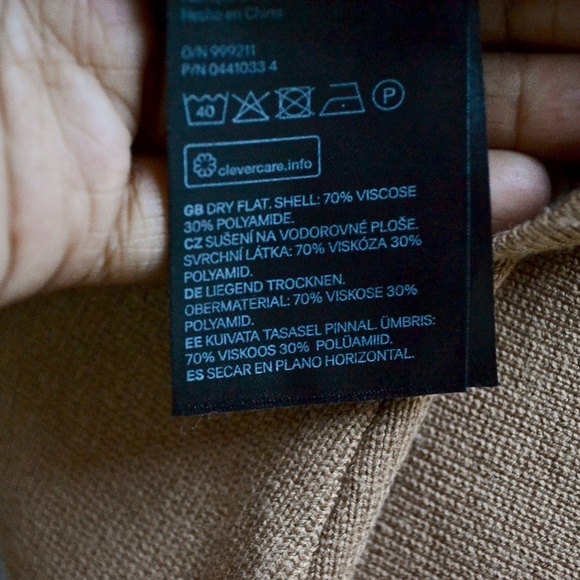 Hecho en China
O/N 999211
P/N 0441033 4
40
P
clevercare.info
GB DRY FLAT. SHELL: 70% VISCOSE
30% POLYAMIDE.
CZ SUŠENÍ NA VODOROVNÉ PLOŠE.
SVRCHNÍ LÁTKA: 70% VISKÓZA 30%
POLYAMID.
DE LIEGEND TROCKNEN.
OBERMATERIAL: 70% VISKOSE 30%
POLYAMID.
EE KUIVATA TASASEL PINNAL. ÜMBRIS:
70% VISKOOS 30% POLÜAMIID.
ES SECAR EN PLANO HORIZONTAL.